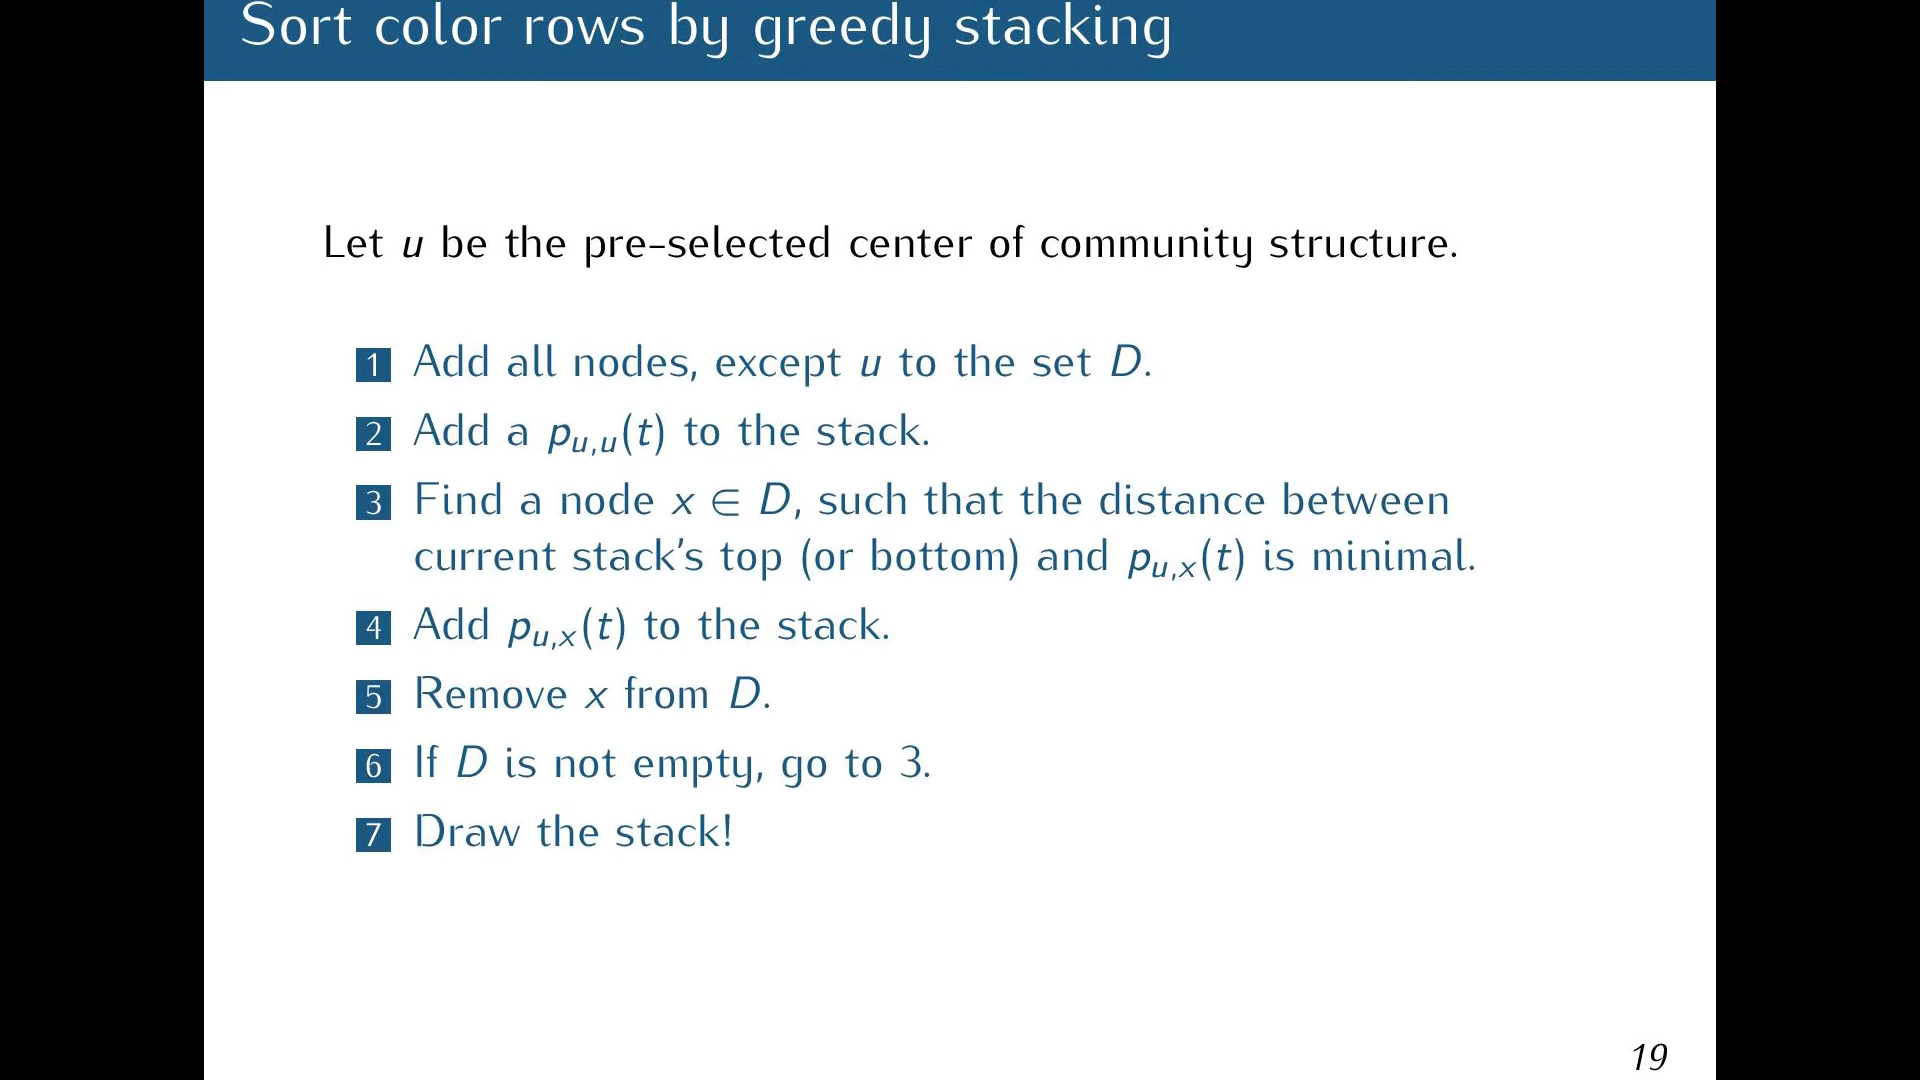 Sort color rows by greedy stacking
Let u be the pre-selected center of community structure.
1 Add all nodes, except u to the set D.
2 Add a p_{u,u}(t) to the stack.
3 Find a node x ∈ D, such that the distance between
current stack's top (or bottom) and p_{u,x}(t) is minimal.
4 Add p_{u,x}(t) to the stack.
5 Remove x from D.
6 If D is not empty, go to 3.
7 Draw the stack!
19